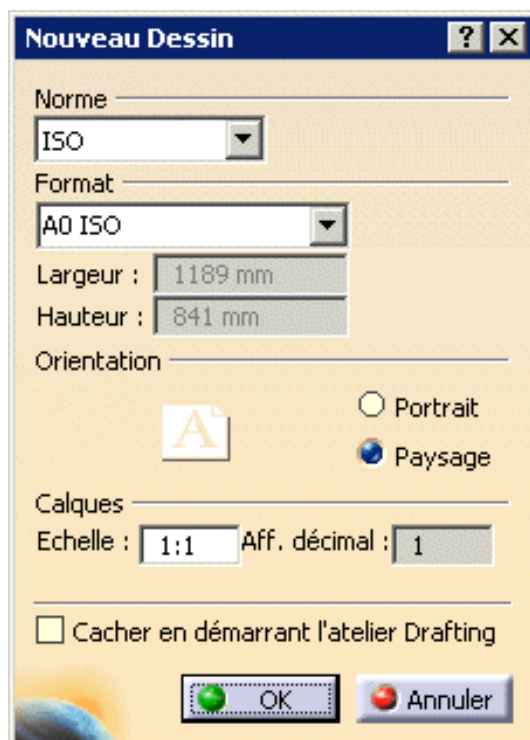 Nouveau Dessin ? X
Norme
ISO
Format
A0 ISO
Largeur : 1189 mm
Hauteur : 841 mm
Orientation
A
Portrait
Paysage
Calques
Echelle : 1:1 Aff. décimal : 1
Cacher en démarrant l'atelier Drafting
OK Annuler